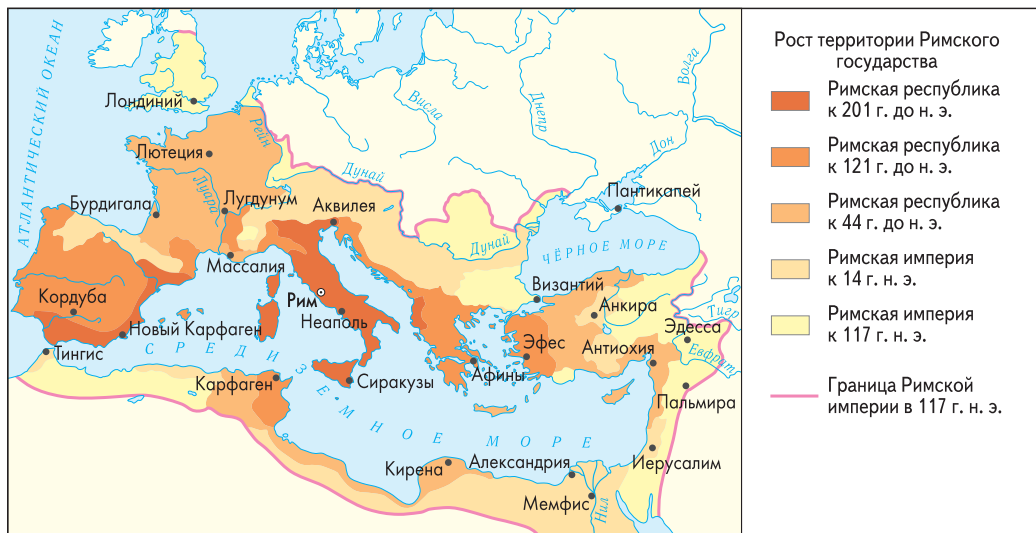 АТЛАНТИЧЕСКИЙ ОКЕАН
Лондиний
Рейн
Висла
Днепр
Волга
Дон
Лютеция
Дунай
Луара
Лугдунум
Бурдигала
Аквилея
Пантикапей
Дунай
ЧЁРНОЕ МОРЕ
Массалия
Кордуба
Рим
Неаполь
Византий
Анкира
Тигр
Эдесса
Новый Карфаген
Тингис
Эфес
Антиохия
Евфрат
СРЕДИЗЕМНОЕ МОРЕ
Карфаген
Сиракузы
Афины
Пальмира
Кирена
Александрия
Иерусалим
Мемфис
Нил
Рост территории Римского
государства
Римская республика
к 201 г. до н. э.
Римская республика
к 121 г. до н. э.
Римская республика
к 44 г. до н. э.
Римская империя
к 14 г. н. э.
Римская империя
к 117 г. н. э.
Граница Римской
империи в 117 г. н. э.